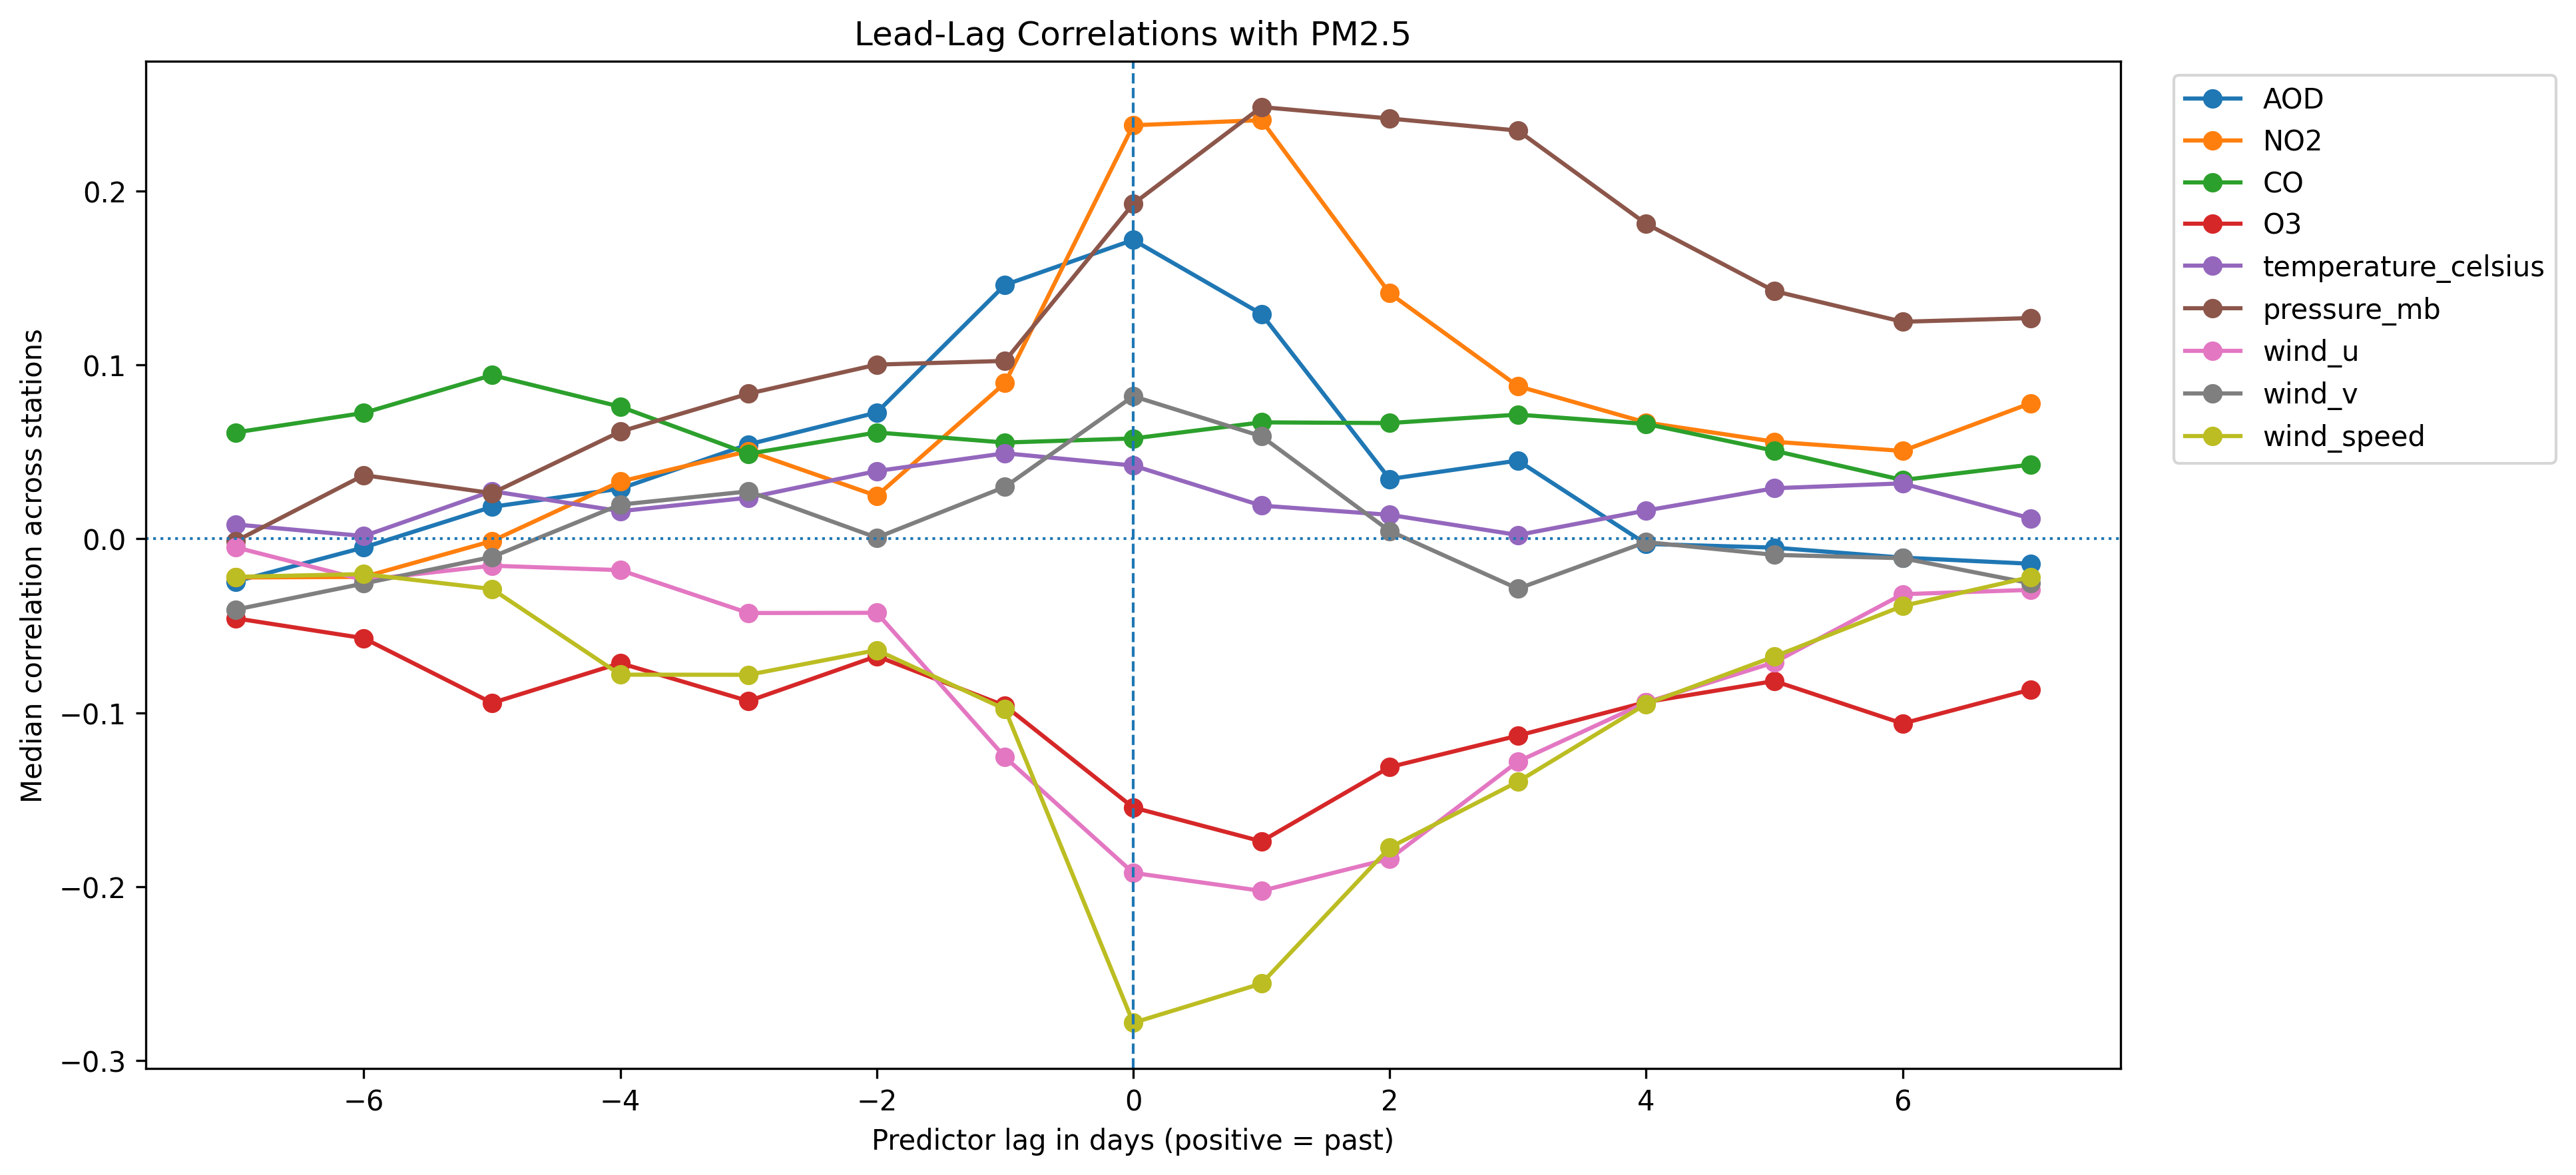 Lead-Lag Correlations with PM2.5
Median correlation across stations
0.2
0.1
0.0
−0.1
−0.2
−0.3
−6
−4
−2
0
2
4
6
Predictor lag in days (positive = past)
AOD
NO2
CO
O3
temperature_celsius
pressure_mb
wind_u
wind_v
wind_speed